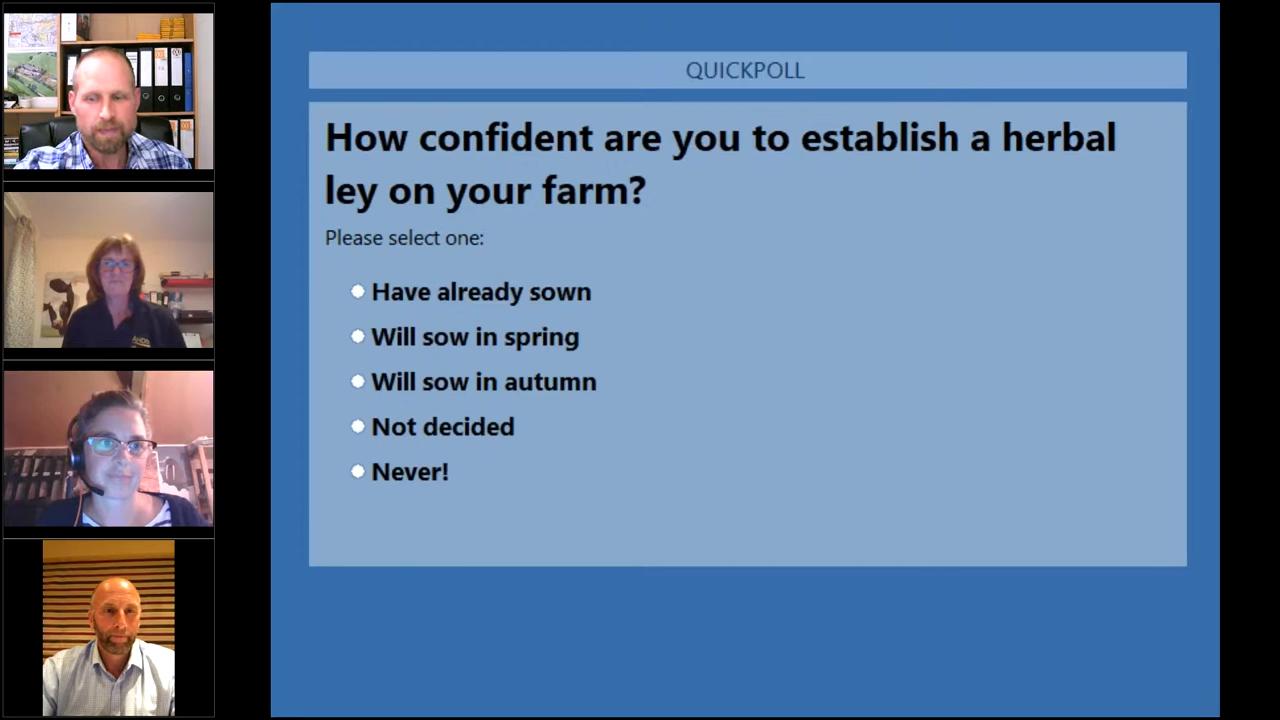 QUICKPOLL
How confident are you to establish a herbal
ley on your farm?
Please select one:
Have already sown
Will sow in spring
Will sow in autumn
Not decided
Never!